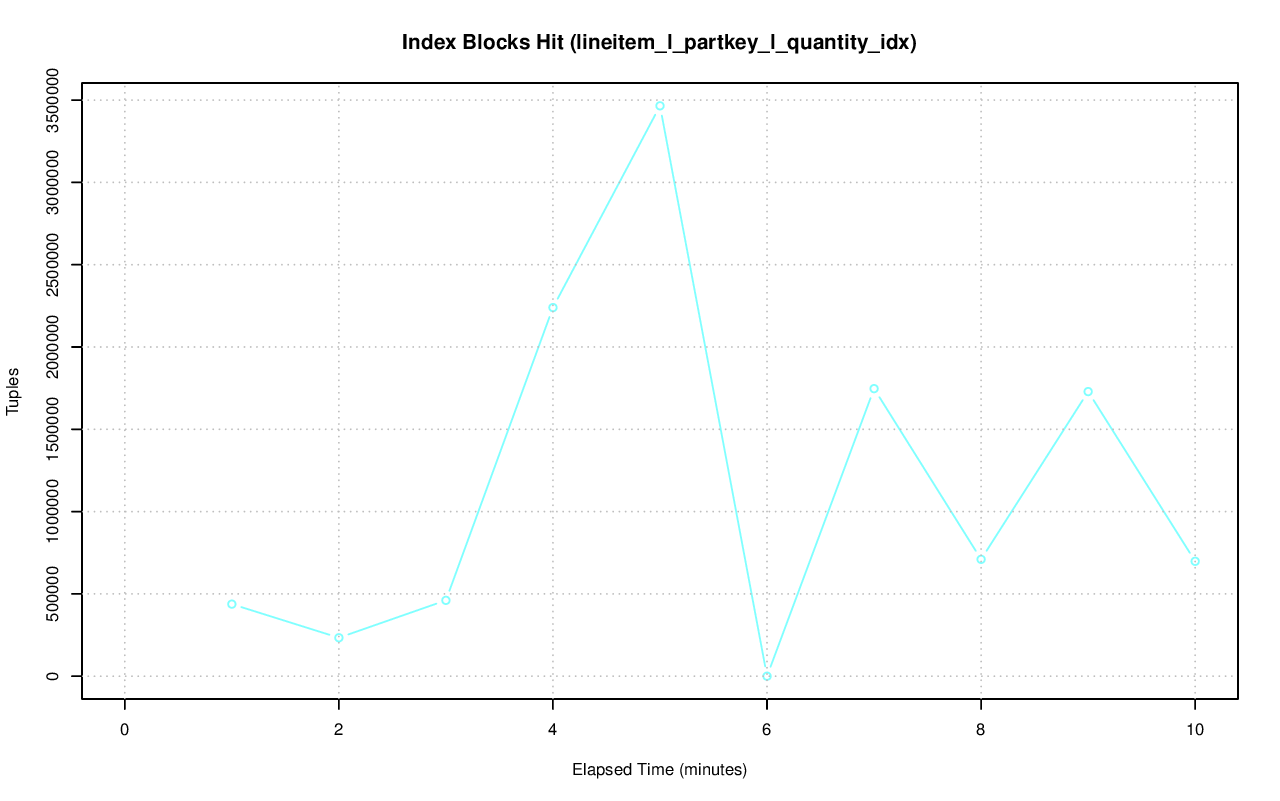 Index Blocks Hit (lineitem_l_partkey_l_quantity_idx)
Tuples
3500000
3000000
2500000
2000000
1500000
1000000
500000
0
0 2 4 6 8 10
Elapsed Time (minutes)